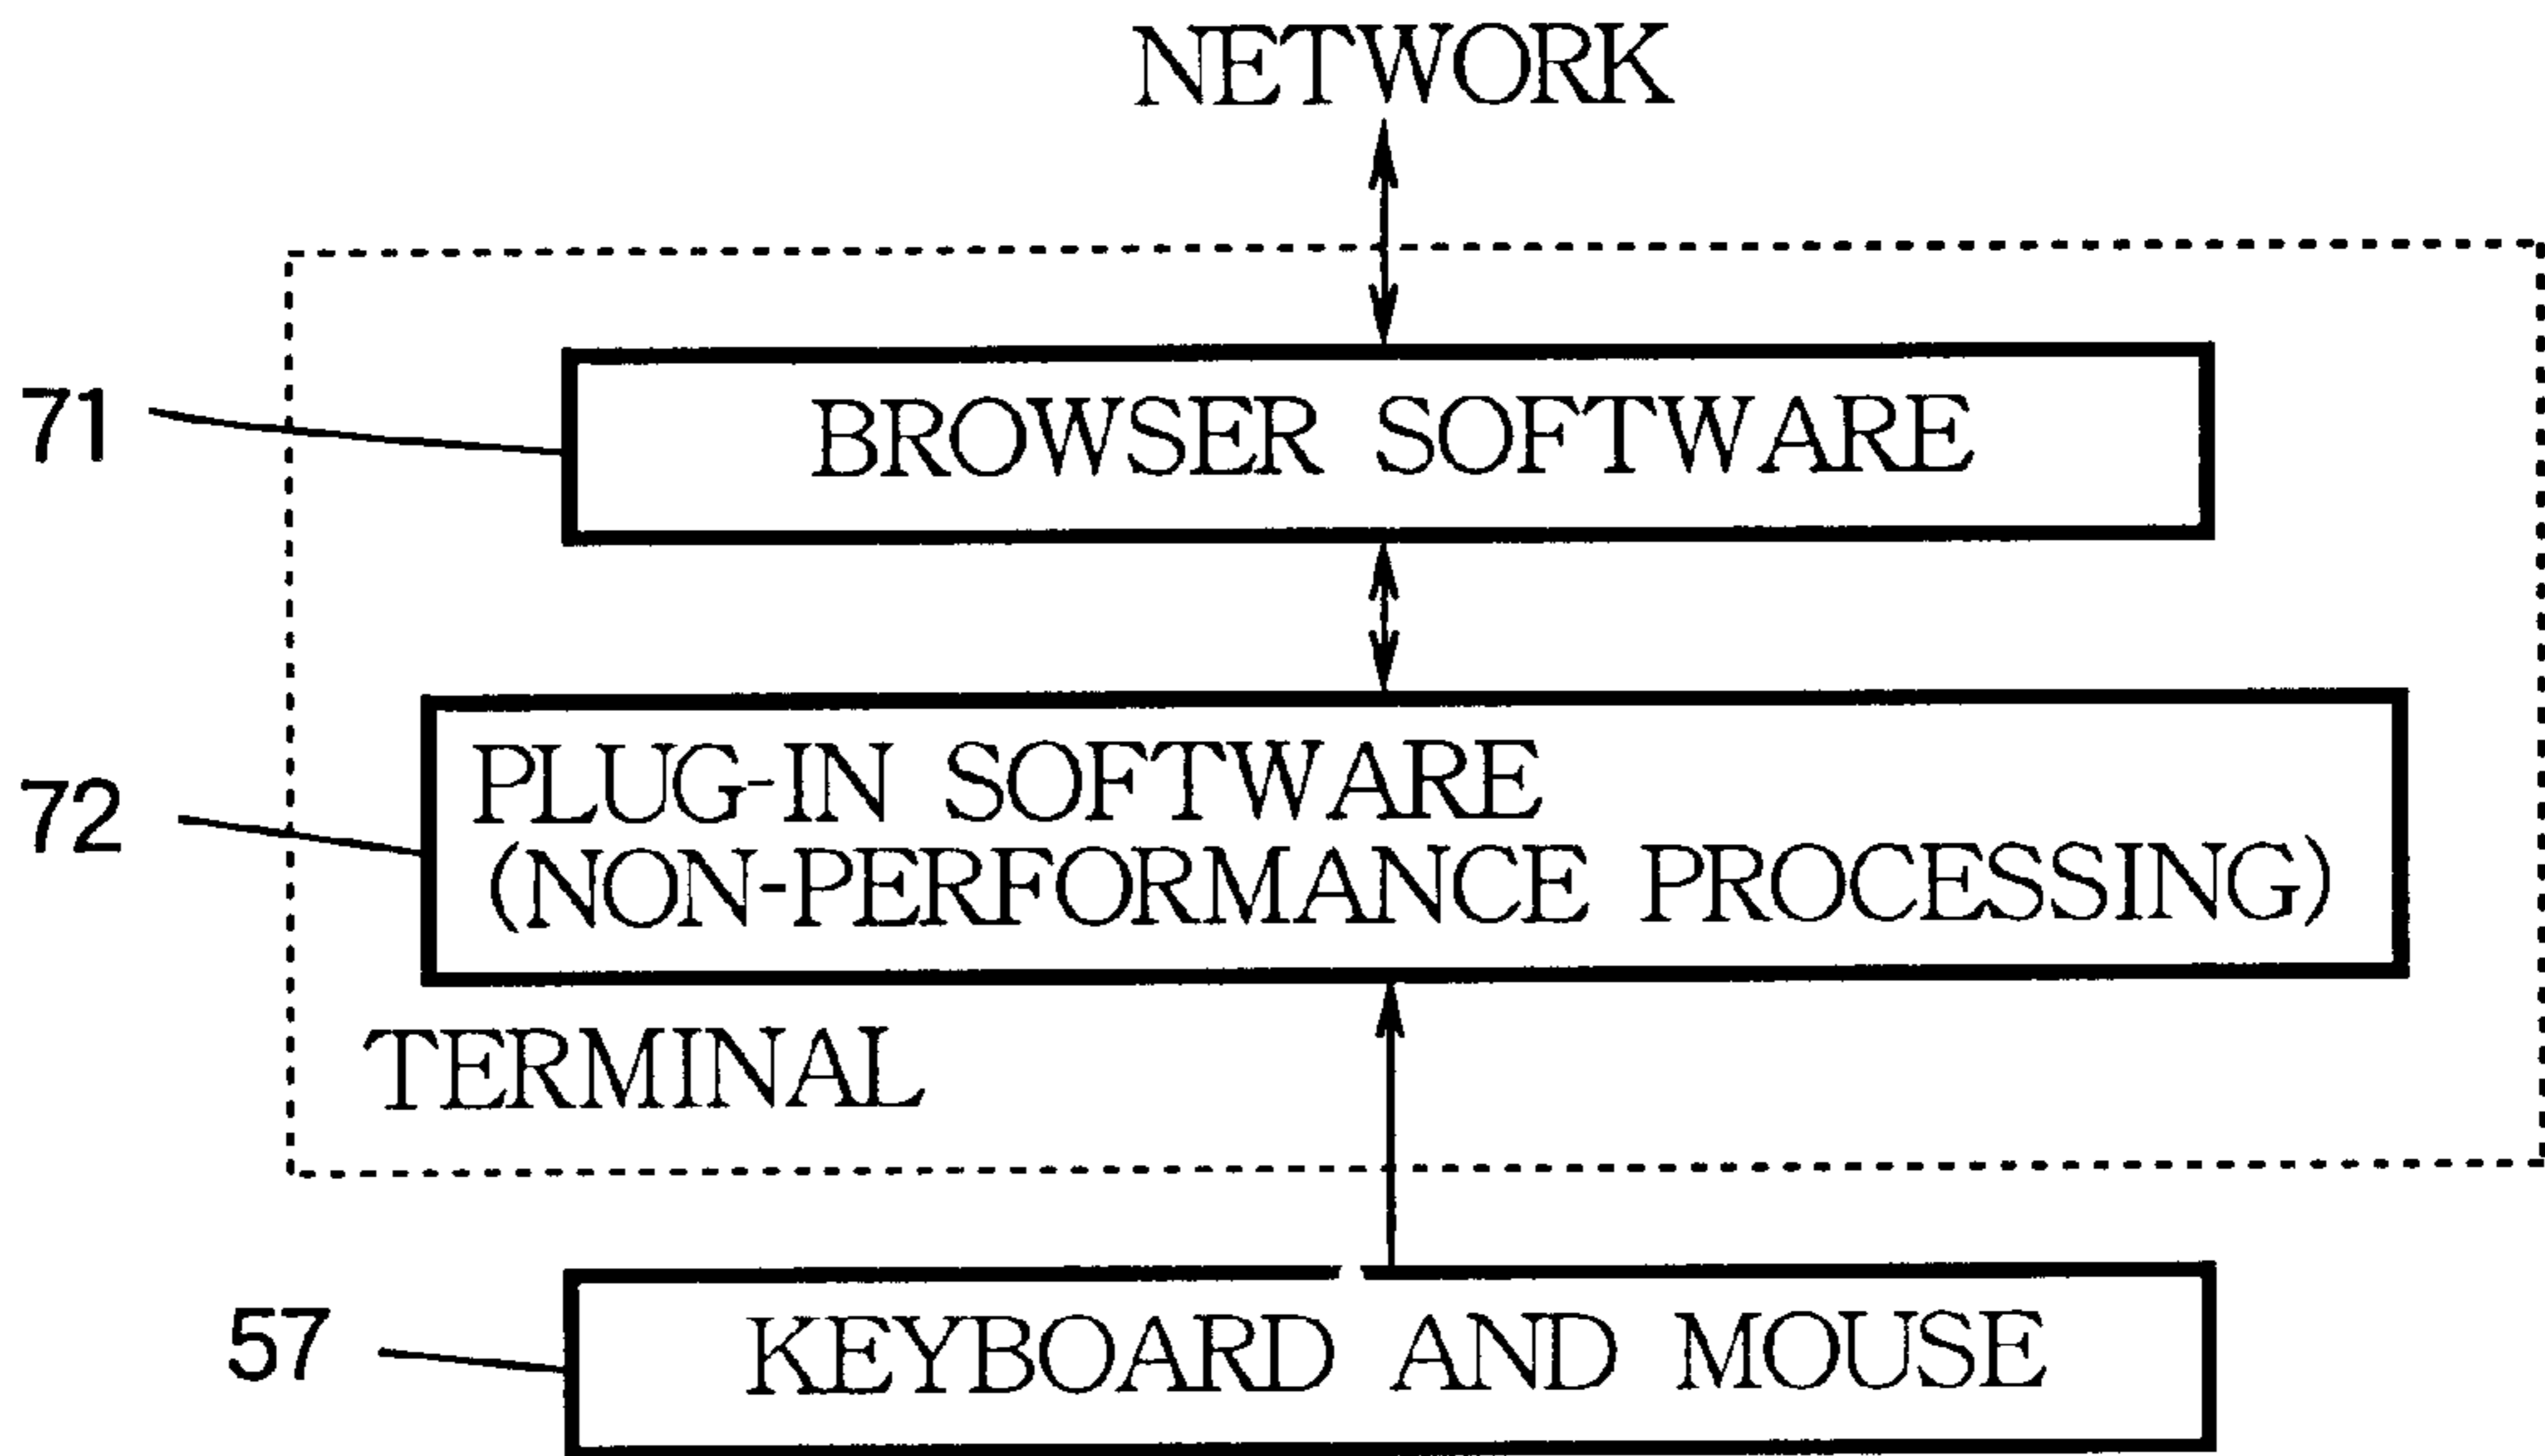 NETWORK
71
BROWSER SOFTWARE
72
PLUG-IN SOFTWARE
(NON-PERFORMANCE PROCESSING)
TERMINAL
57
KEYBOARD AND MOUSE